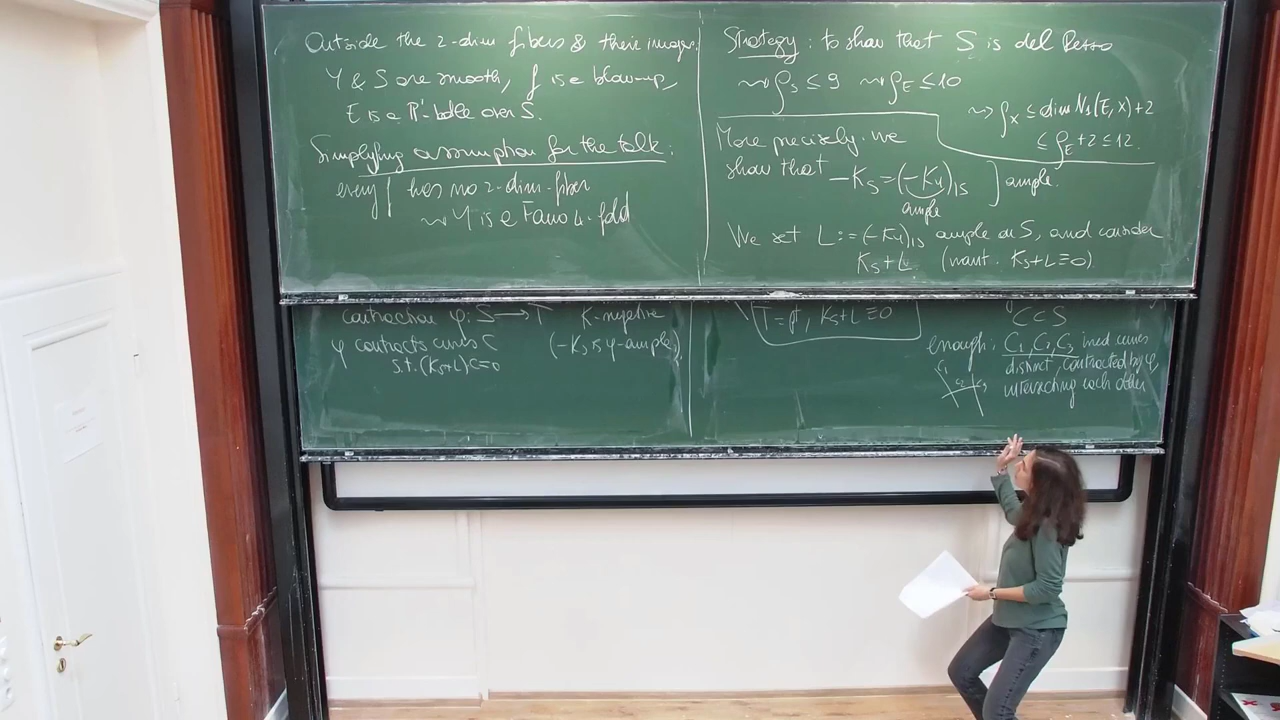 Outside the 2-dim fibers & their images,
Y & S are smooth, f is a blow-up,
E is a P¹-bdle over S.
Simplifying assumption for the talk:
every f has no 2-dim. fiber
⇝ Y is a Fano 4-fold
Strategy: to show that S is del Pezzo
⇝ ρ_S ≤ 9 ⇝ ρ_E ≤ 10
⇝ ρ_X ≤ dim N₁(E,X)+2
≤ ρ_E+2 ≤ 12.
More precisely: we
show that -K_S = (-K_Y)_{|S} ] ample.
ample
We set L := (-K_Y)_{|S} ample on S, and consider
K_S+L (want: K_S+L≡0)
contraction φ: S → T K-negative
φ contracts curves C (-K_S is φ-ample)
s.t. (K_S+L)·C=0
T=pt, K_S+L≡0
C⊂S
enough: C₁,C₂,C₃ irred curves
distinct, contracted by φ,
intersecting each other
C₁ C₂ C₃